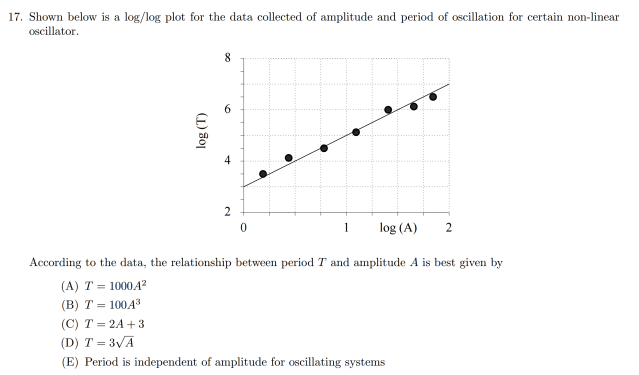 17. Shown below is a log/log plot for the data collected of amplitude and period of oscillation for certain non-linear
oscillator.
8
6
log (T)
4
2
0 1 log (A) 2
According to the data, the relationship between period T and amplitude A is best given by
(A) T = 1000A²
(B) T = 100A³
(C) T = 2A + 3
(D) T = 3√A
(E) Period is independent of amplitude for oscillating systems